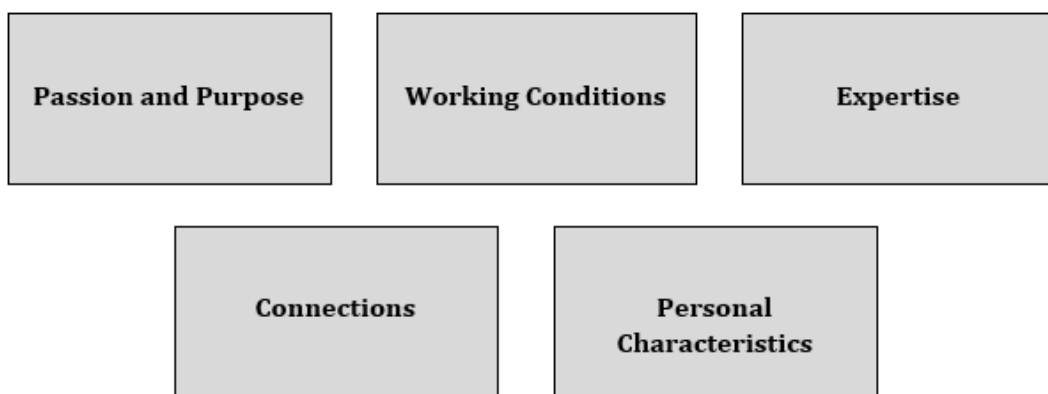 Passion and Purpose
Working Conditions
Expertise
Connections
Personal
Characteristics